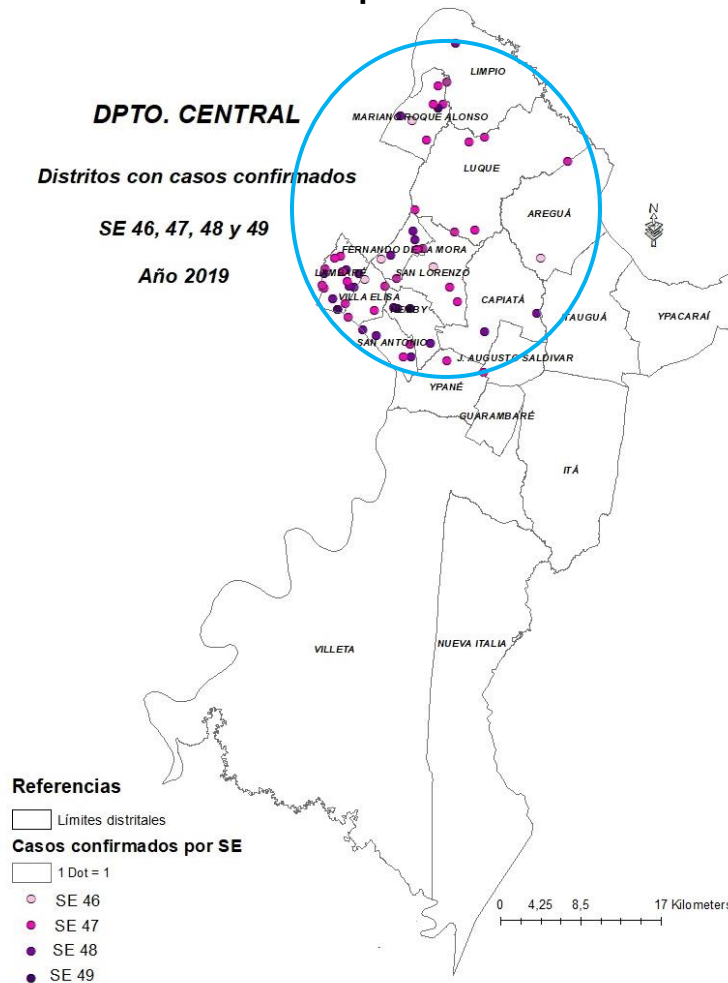 DPTO. CENTRAL
Distritos con casos confirmados
SE 46, 47, 48 y 49
Año 2019
LIMPIO
MARIANO ROQUE ALONSO
LUQUE
AREGUÁ
N
FERNANDO DE LA MORA
LAMBARÉ
SAN LORENZO
VILLA ELISA
ÑEMBY
CAPIATÁ
ITAUGUÁ
YPACARAÍ
SAN ANTONIO
J. AUGUSTO SALDIVAR
YPANÉ
GUARAMBARÉ
ITÁ
VILLETA
NUEVA ITALIA
Referencias
Límites distritales
Casos confirmados por SE
1 Dot = 1
SE 46
SE 47
SE 48
SE 49
0 4,25 8,5 17 Kilometers